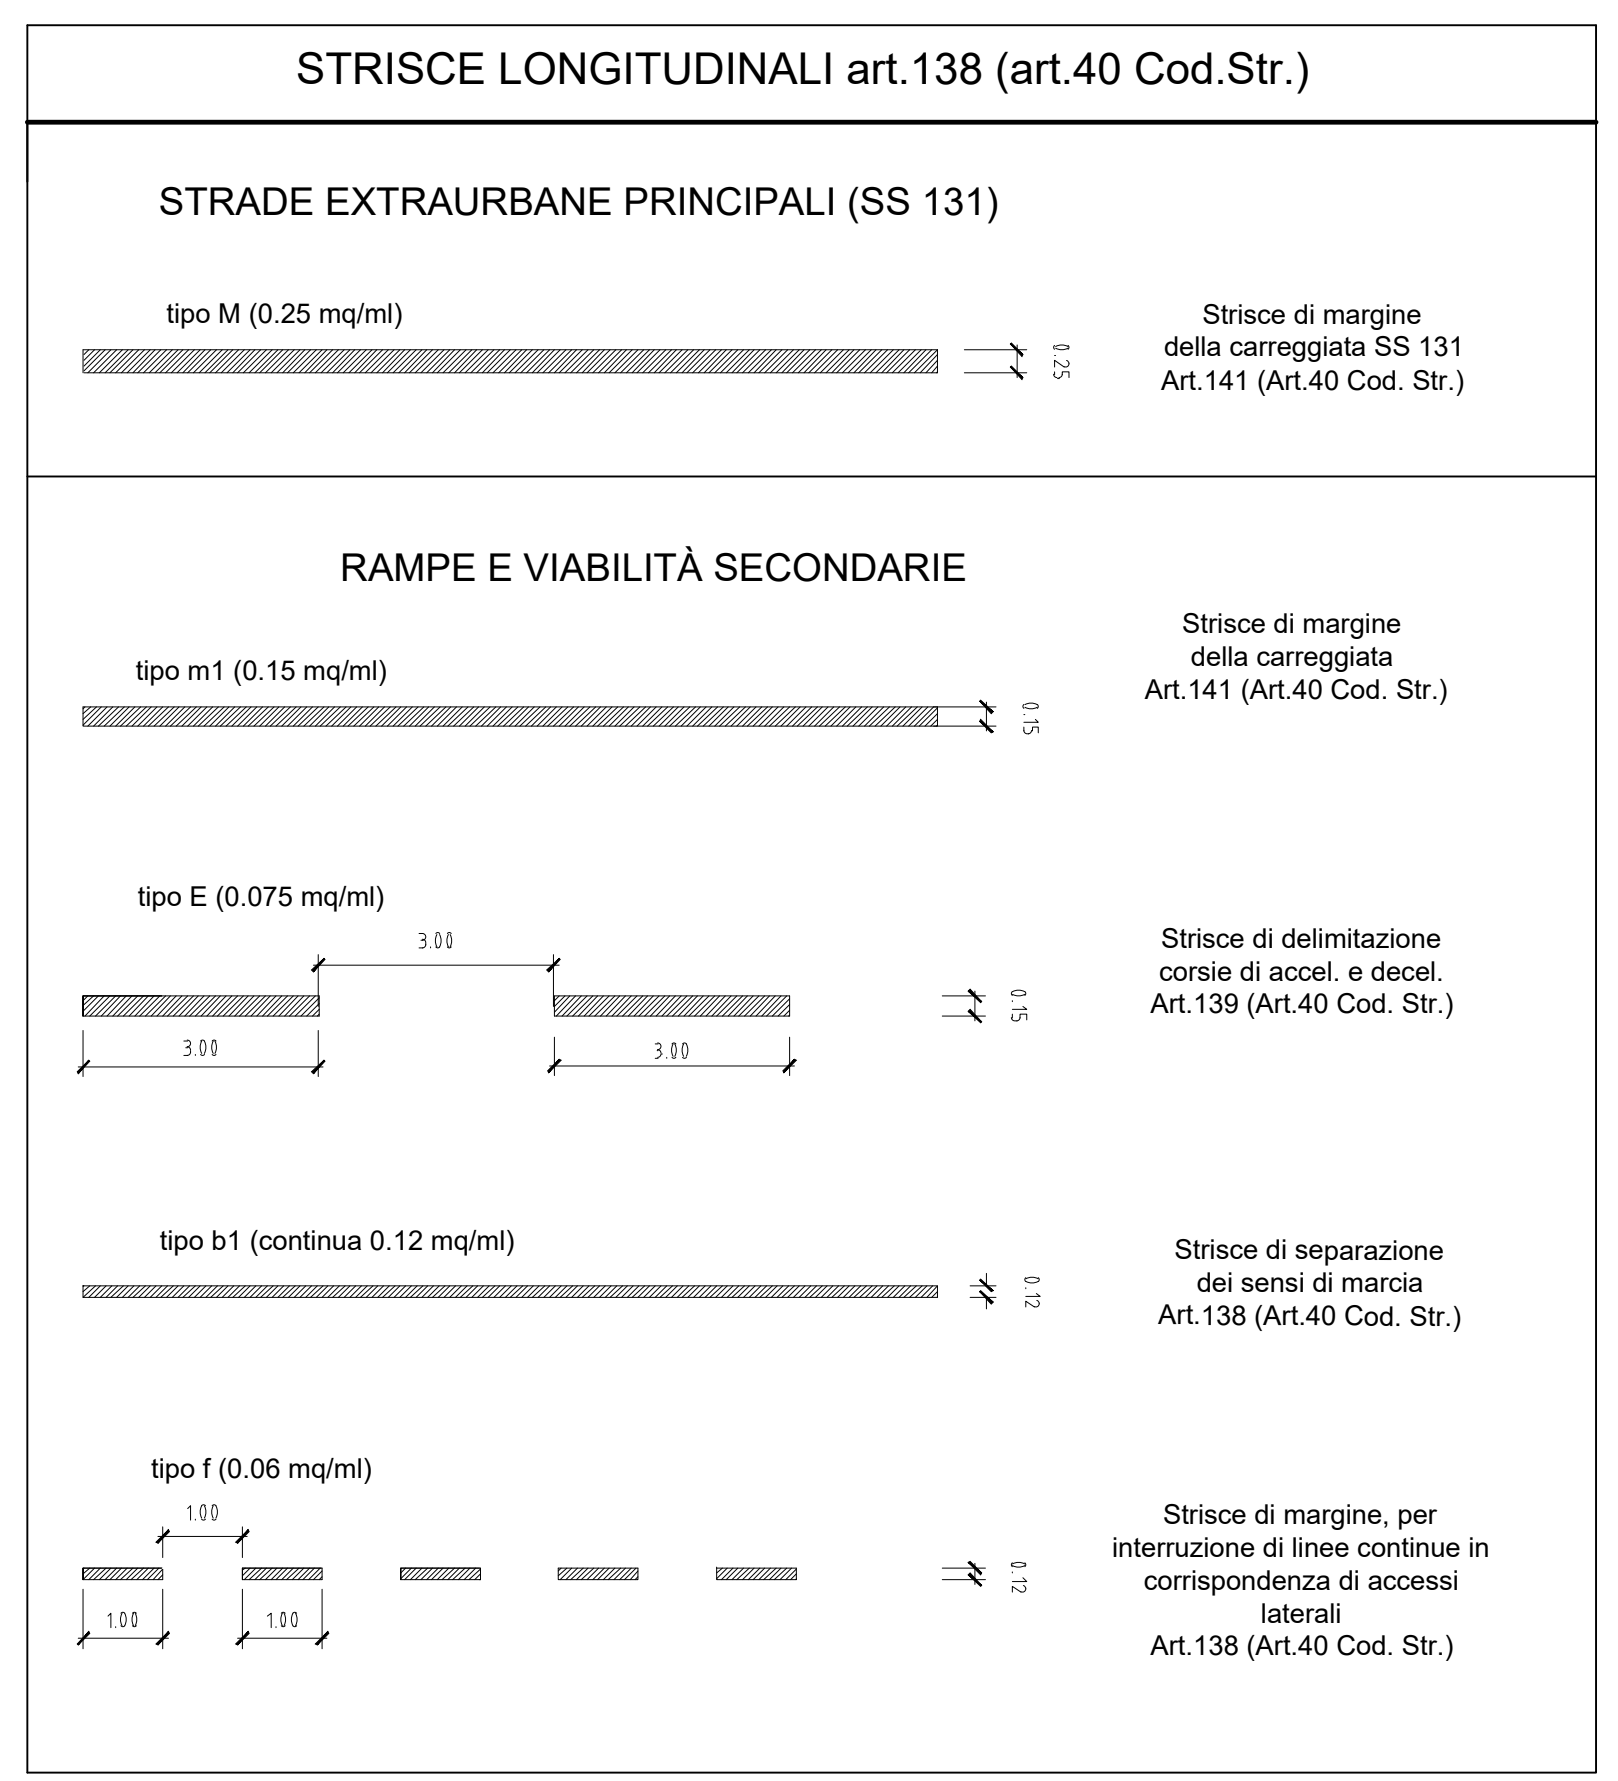 STRISCE LONGITUDINALI art.138 (art.40 Cod.Str.)
STRADE EXTRAURBANE PRINCIPALI (SS 131)
tipo M (0.25 mq/ml)
0.25
Strisce di margine
della carreggiata SS 131
Art.141 (Art.40 Cod. Str.)
RAMPE E VIABILITÀ SECONDARIE
tipo m1 (0.15 mq/ml)
0.15
Strisce di margine
della carreggiata
Art.141 (Art.40 Cod. Str.)
tipo E (0.075 mq/ml)
3.00
3.00
3.00
0.15
Strisce di delimitazione
corsie di accel. e decel.
Art.139 (Art.40 Cod. Str.)
tipo b1 (continua 0.12 mq/ml)
0.12
Strisce di separazione
dei sensi di marcia
Art.138 (Art.40 Cod. Str.)
tipo f (0.06 mq/ml)
1.00
1.00
1.00
0.12
Strisce di margine, per
interruzione di linee continue in
corrispondenza di accessi
laterali
Art.138 (Art.40 Cod. Str.)